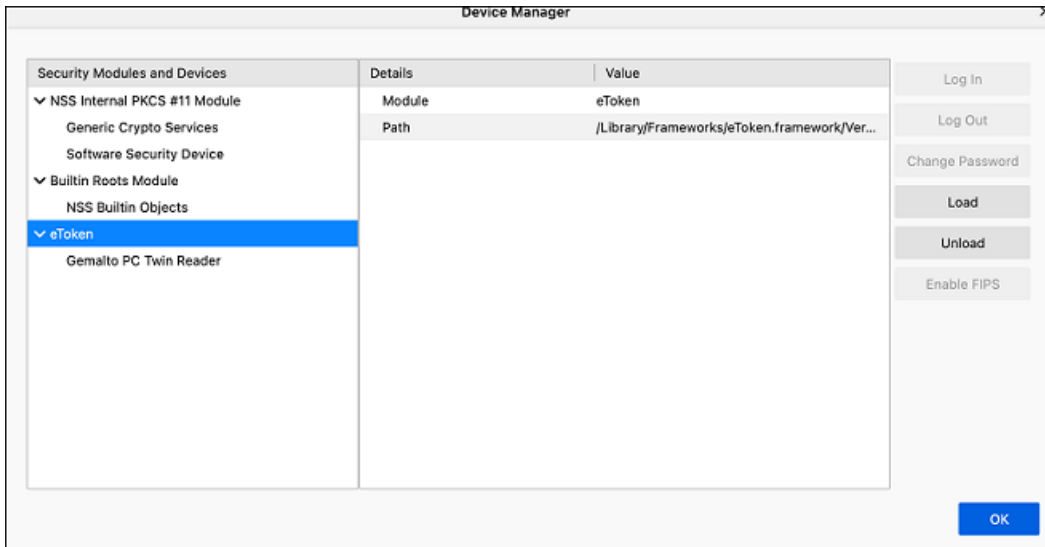 Device Manager
Security Modules and Devices
NSS Internal PKCS #11 Module
Generic Crypto Services
Software Security Device
Builtin Roots Module
NSS Builtin Objects
eToken
Gemalto PC Twin Reader
Details Value
Module eToken
Path /Library/Frameworks/eToken.framework/Ver...
Log In
Log Out
Change Password
Load
Unload
Enable FIPS
OK